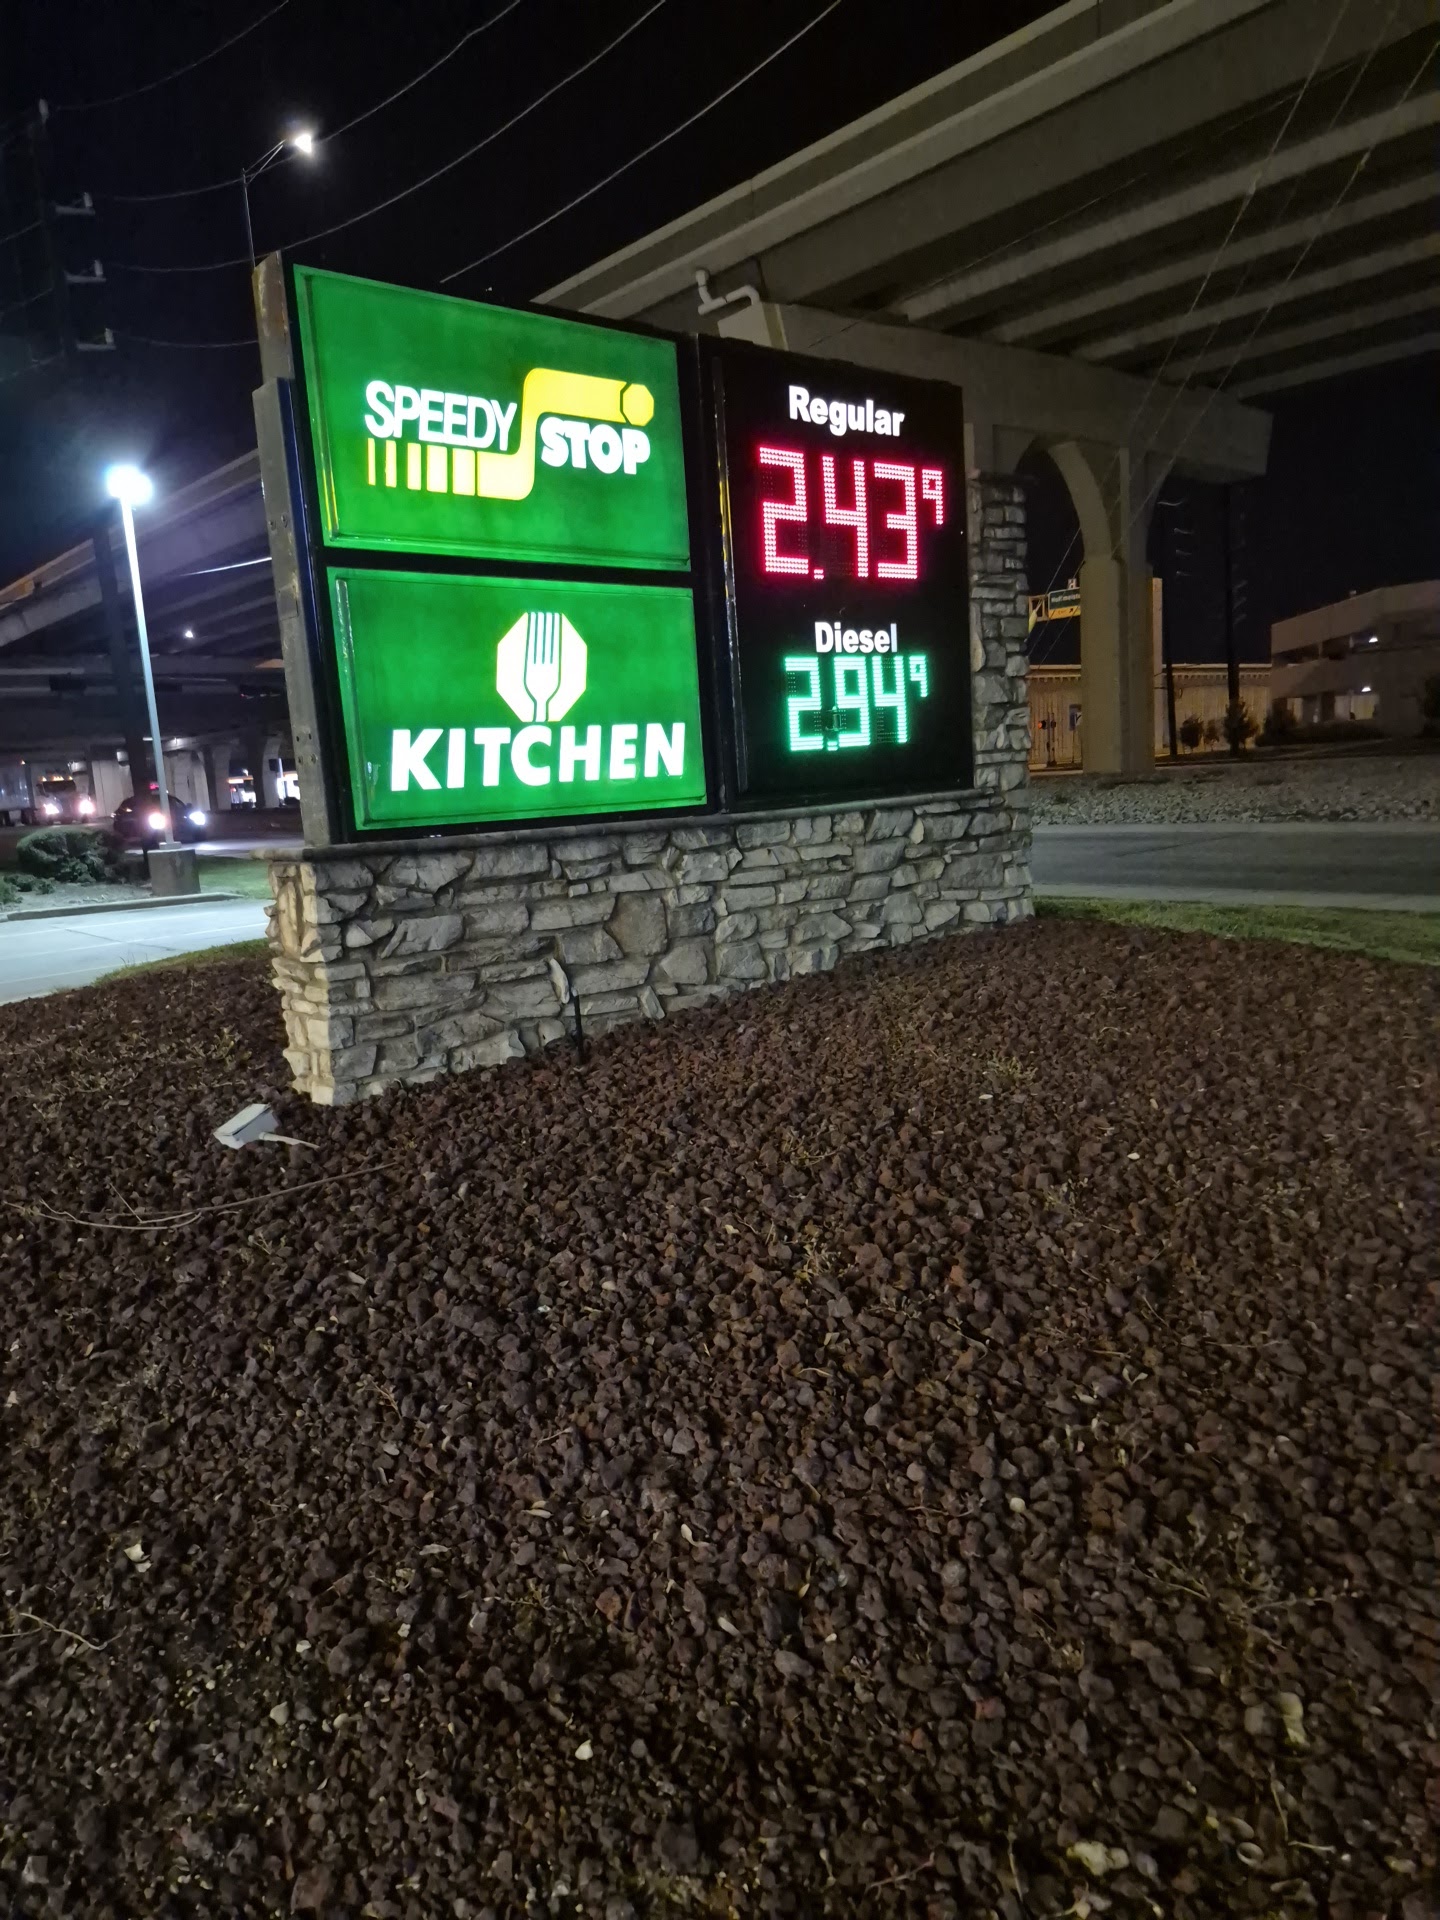 SPEEDY
STOP
KITCHEN
Regular
2.43⁹
Diesel
2.94⁹